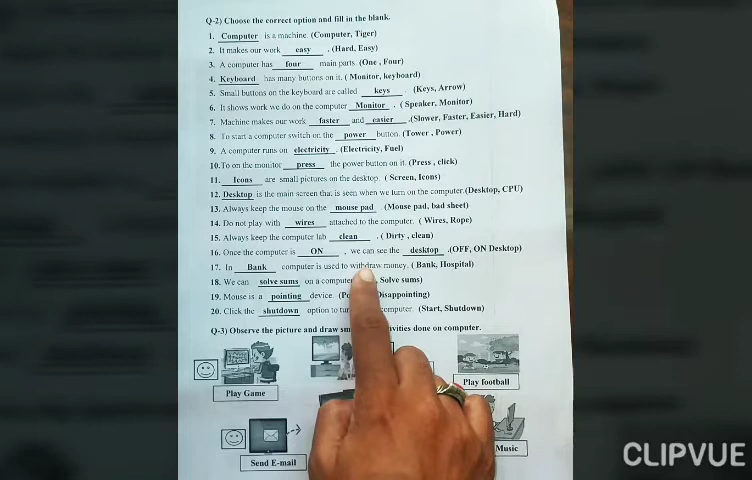 Q-2) Choose the correct option and fill in the blank.
1. Computer is a machine. (Computer, Tiger)
2. It makes our work easy . (Hard, Easy)
3. A computer has four main parts. (One , Four)
4. Keyboard has many buttons on it. ( Monitor, keyboard)
5. Small buttons on the keyboard are called keys (Keys, Arrow)
6. It shows work we do on the computer Monitor . ( Speaker, Monitor)
7. Machine makes our work faster and easier .(Slower, Faster, Easier, Hard)
8. To start a computer switch on the power button. (Tower , Power)
9. A computer runs on electricity . (Electricity, Fuel)
10.To on the monitor press the power button on it. (Press , click)
11. Icons are small pictures on the desktop. ( Screen, Icons)
12. Desktop is the main screen that is seen when we turn on the computer.(Desktop, CPU)
13. Always keep the mouse on the mouse pad . (Mouse pad, bad sheet)
14. Do not play with wires attached to the computer. ( Wires, Rope)
15. Always keep the computer lab clean . ( Dirty , clean)
16. Once the computer is ON , we can see the desktop .(OFF, ON Desktop)
17. In Bank computer is used to withdraw money. ( Bank, Hospital)
18. We can solve sums on a Solve sums)
19. Mouse is a pointing device. Disappointing)
20. Click the shutdown option to computer. (Start, Shutdown)
Q-3) Observe the picture and draw done on computer.
Play Game
Play football
Send E-mail
Music
CLIPVUE